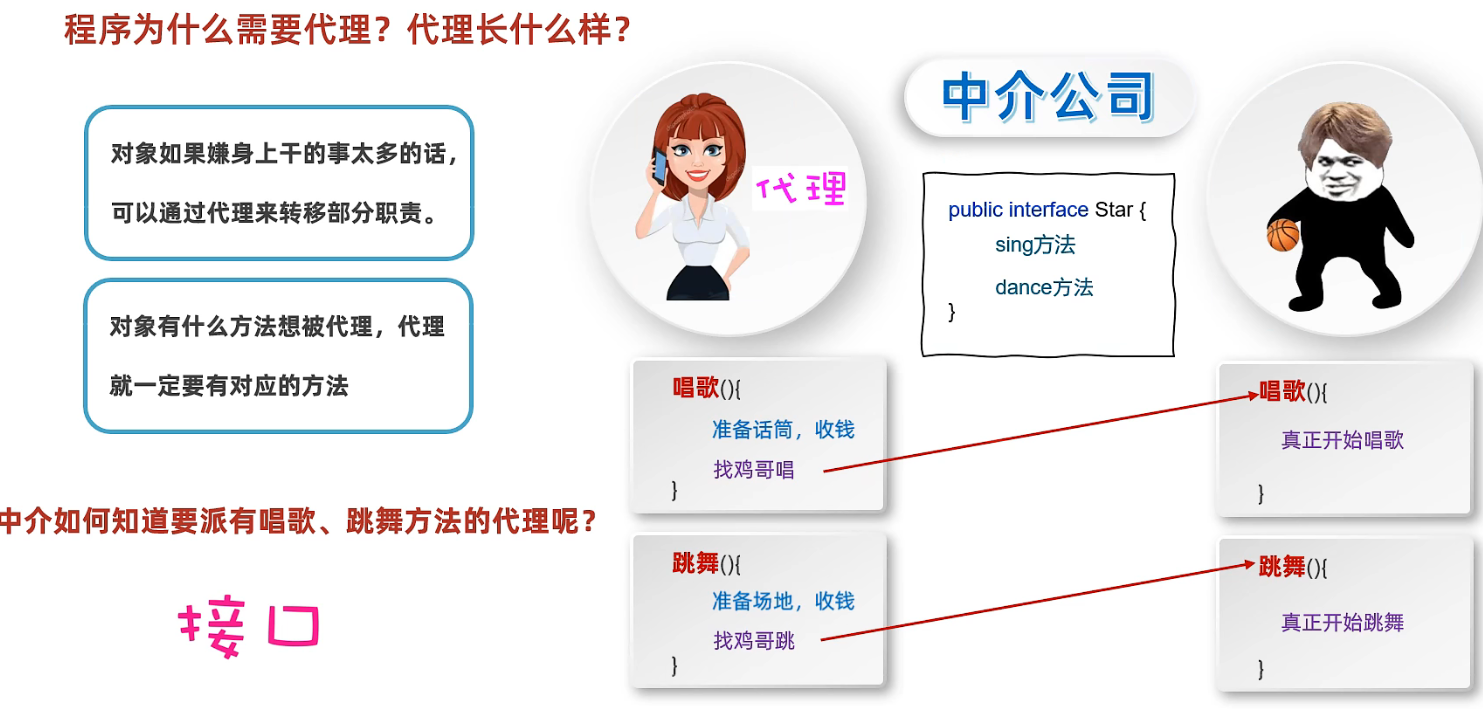 程序为什么需要代理？代理长什么样？
对象如果嫌身上干的事太多的话，
可以通过代理来转移部分职责。
对象有什么方法想被代理，代理
就一定要有对应的方法
中介如何知道要派有唱歌、跳舞方法的代理呢？
接口
代理
中介公司
public interface Star {
sing方法
dance方法
}
唱歌(){
准备话筒，收钱
找鸡哥唱
}
跳舞(){
准备场地，收钱
找鸡哥跳
}
唱歌(){
真正开始唱歌
}
跳舞(){
真正开始跳舞
}